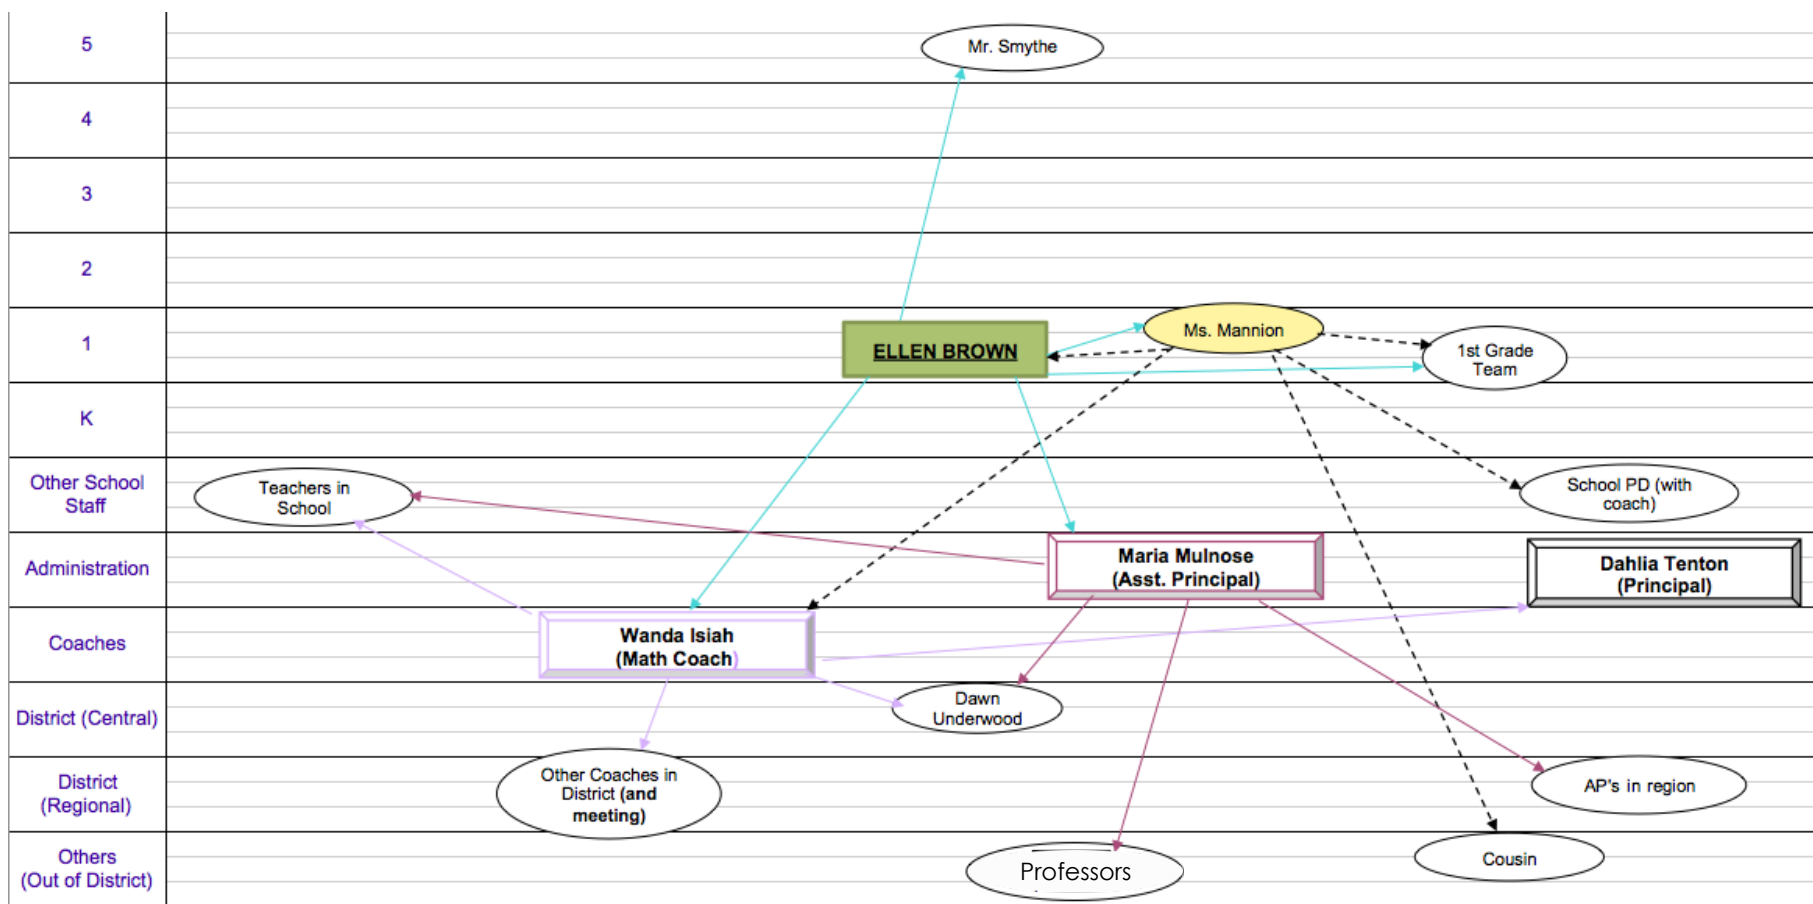 5
Mr. Smythe
4
3
2
1
ELLEN BROWN
Ms. Mannion
1st Grade
Team
K
Other School
Staff
Teachers in
School
School PD (with
coach)
Administration
Maria Mulnose
(Asst. Principal)
Dahlia Tenton
(Principal)
Coaches
Wanda Isiah
(Math Coach)
District (Central)
Dawn
Underwood
District
(Regional)
Other Coaches in
District (and
meeting)
AP's in region
Others
(Out of District)
Professors
Cousin